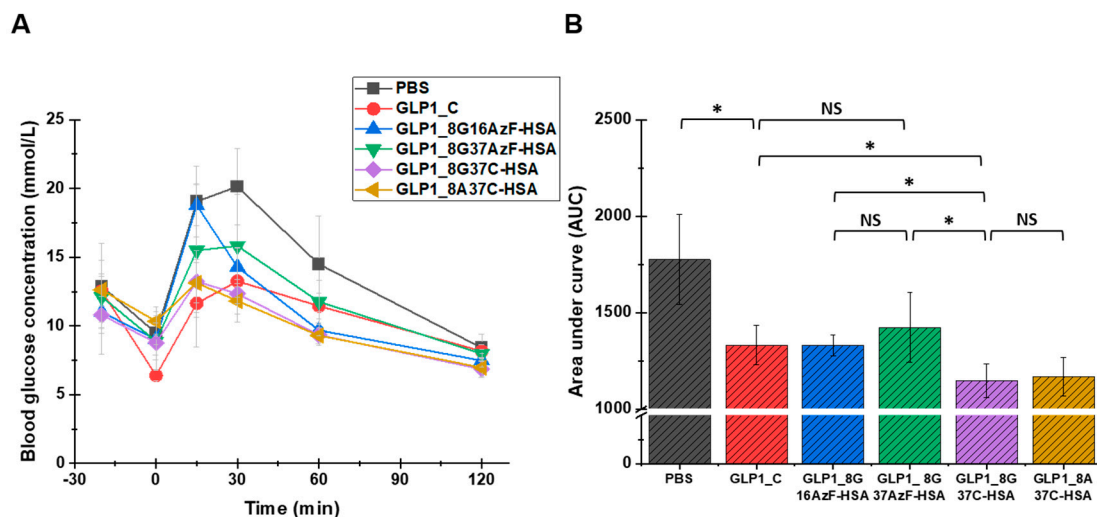 A
B
PBS
GLP1_C
GLP1_8G16AzF-HSA
GLP1_8G37AzF-HSA
GLP1_8G37C-HSA
GLP1_8A37C-HSA
Blood glucose concentration (mmol/L)
25
20
15
10
5
0
-30
0
30
60
90
120
Time (min)
Area under curve (AUC)
2500
2000
1500
1000
0
*
NS
*
*
NS
*
NS
PBS
GLP1_C
GLP1_8G
16AzF-HSA
GLP1_8G
37AzF-HSA
GLP1_8G
37C-HSA
GLP1_8A
37C-HSA